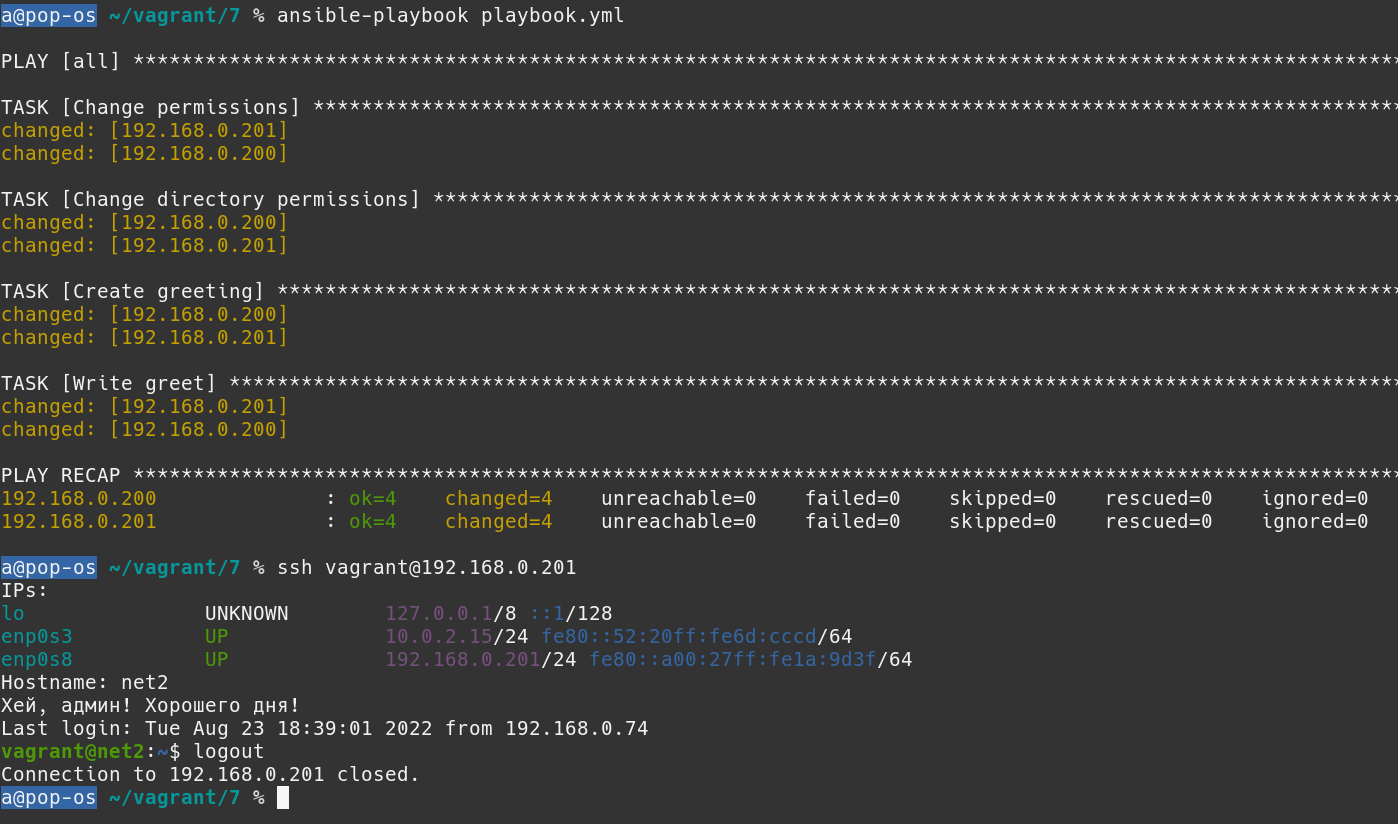 a@pop-os ~/vagrant/7 % ansible-playbook playbook.yml
PLAY [all] *********************************************************************************************************
TASK [Change permissions] *******************************************************************************************
changed: [192.168.0.201]
changed: [192.168.0.200]
TASK [Change directory permissions] *********************************************************************************
changed: [192.168.0.200]
changed: [192.168.0.201]
TASK [Create greeting] **********************************************************************************************
changed: [192.168.0.200]
changed: [192.168.0.201]
TASK [Write greet] **************************************************************************************************
changed: [192.168.0.201]
changed: [192.168.0.200]
PLAY RECAP **********************************************************************************************************
192.168.0.200              : ok=4    changed=4    unreachable=0    failed=0    skipped=0    rescued=0    ignored=0
192.168.0.201              : ok=4    changed=4    unreachable=0    failed=0    skipped=0    rescued=0    ignored=0
a@pop-os ~/vagrant/7 % ssh vagrant@192.168.0.201
IPs:
lo               UNKNOWN        127.0.0.1/8 ::1/128
enp0s3           UP             10.0.2.15/24 fe80::52:20ff:fe6d:cccd/64
enp0s8           UP             192.168.0.201/24 fe80::a00:27ff:fe1a:9d3f/64
Hostname: net2
Хей, админ! Хорошего дня!
Last login: Tue Aug 23 18:39:01 2022 from 192.168.0.74
vagrant@net2:~$ logout
Connection to 192.168.0.201 closed.
a@pop-os ~/vagrant/7 %